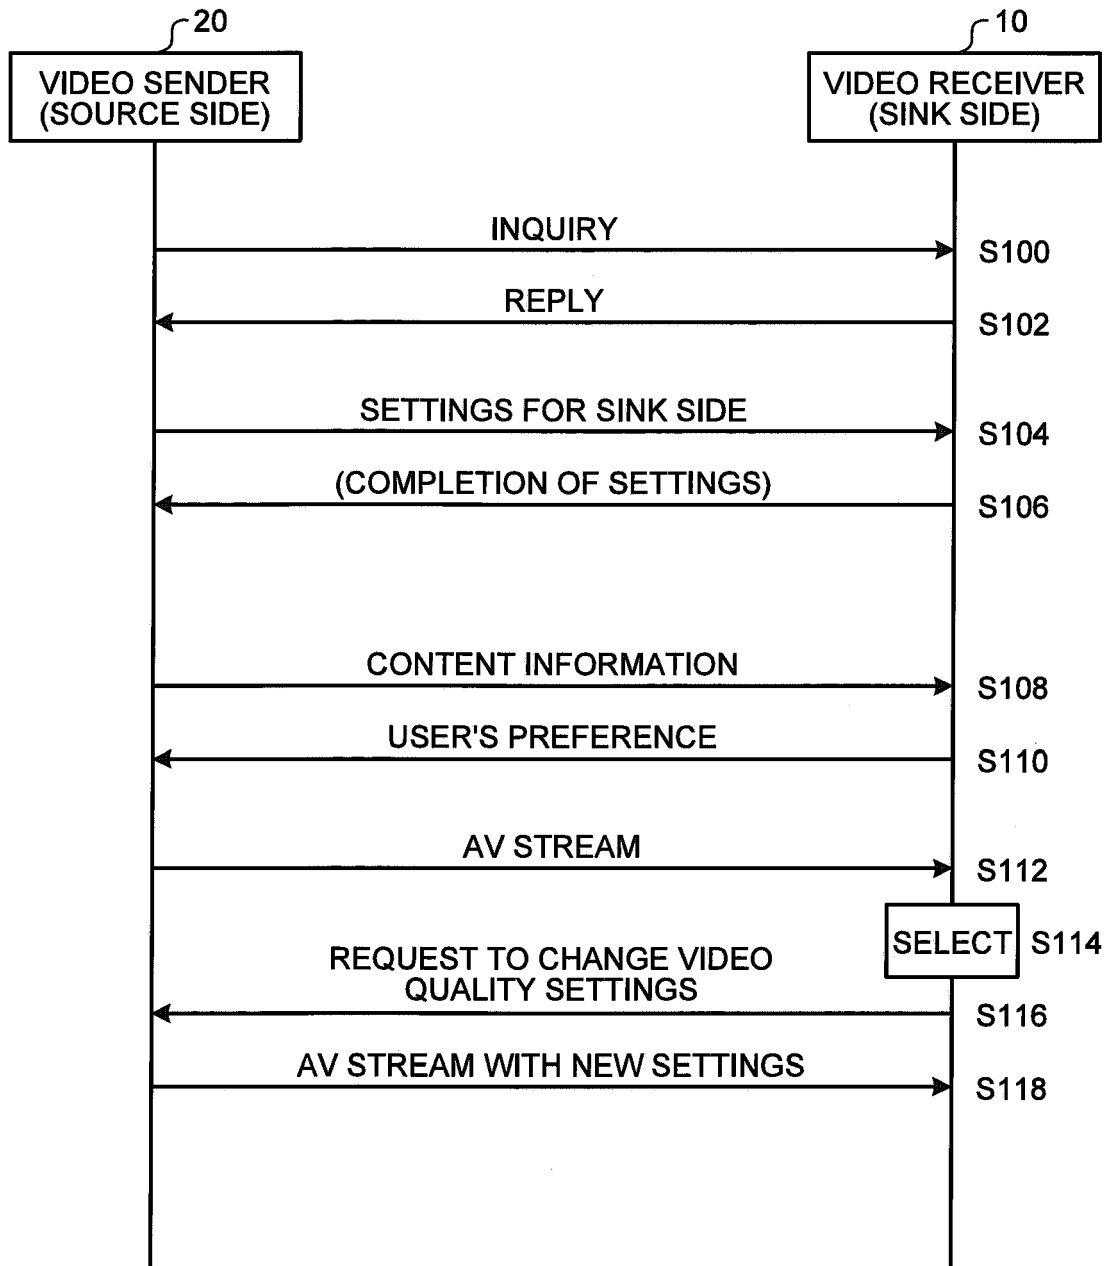 20
10
VIDEO SENDER
(SOURCE SIDE)
VIDEO RECEIVER
(SINK SIDE)
INQUIRY
S100
REPLY
S102
SETTINGS FOR SINK SIDE
S104
(COMPLETION OF SETTINGS)
S106
CONTENT INFORMATION
S108
USER'S PREFERENCE
S110
AV STREAM
S112
SELECT
S114
REQUEST TO CHANGE VIDEO
QUALITY SETTINGS
S116
AV STREAM WITH NEW SETTINGS
S118